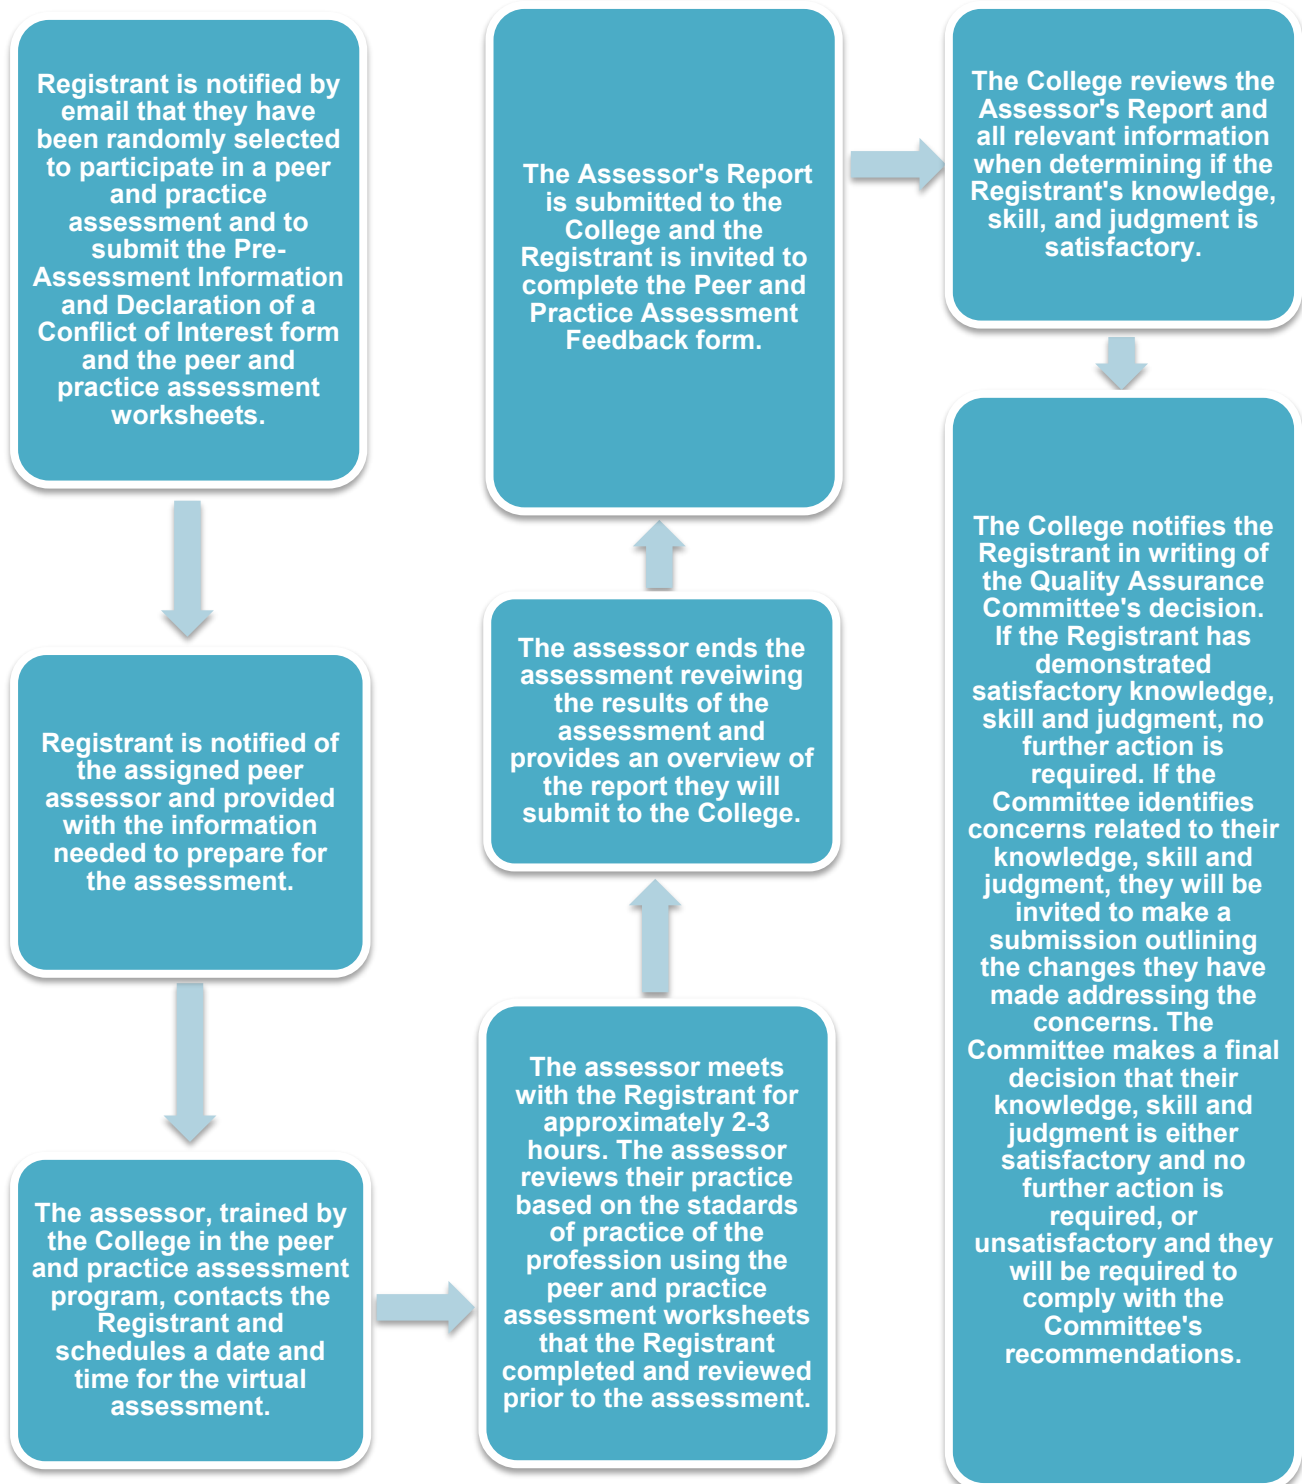 Registrant is notified by
email that they have
been randomly selected
to participate in a peer
and practice
assessment and to
submit the Pre-
Assessment Information
and Declaration of a
Conflict of Interest form
and the peer and
practice assessment
worksheets.
Registrant is notified of
the assigned peer
assessor and provided
with the information
needed to prepare for
the assessment.
The assessor, trained by
the College in the peer
and practice assessment
program, contacts the
Registrant and
schedules a date and
time for the virtual
assessment.
The assessor meets
with the Registrant for
approximately 2-3
hours. The assessor
reviews their practice
based on the stadards
of practice of the
profession using the
peer and practice
assessment worksheets
that the Registrant
completed and reviewed
prior to the assessment.
The assessor ends the
assessment reveiwing
the results of the
assessment and
provides an overview of
the report they will
submit to the College.
The Assessor's Report
is submitted to the
College and the
Registrant is invited to
complete the Peer and
Practice Assessment
Feedback form.
The College reviews the
Assessor's Report and
all relevant information
when determining if the
Registrant's knowledge,
skill, and judgment is
satisfactory.
The College notifies the
Registrant in writing of
the Quality Assurance
Committee's decision.
If the Registrant has
demonstrated
satisfactory knowledge,
skill and judgment, no
further action is
required. If the
Committee identifies
concerns related to their
knowledge, skill and
judgment, they will be
invited to make a
submission outlining
the changes they have
made addressing the
concerns. The
Committee makes a final
decision that their
knowledge, skill and
judgment is either
satisfactory and no
further action is
required, or
unsatisfactory and they
will be required to
comply with the
Committee's
recommendations.